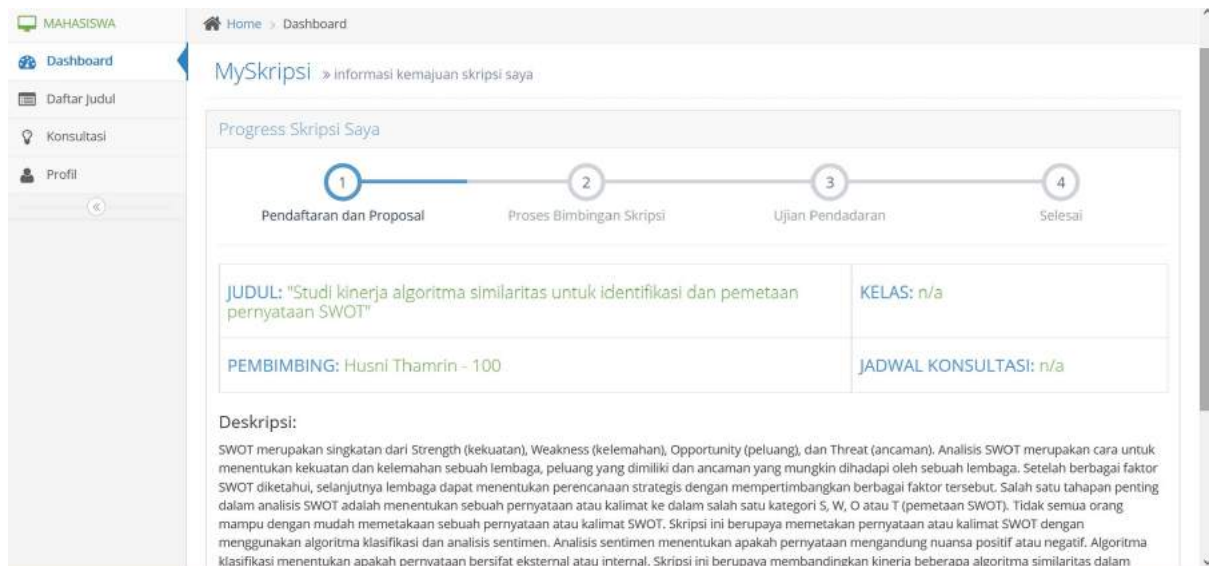 MAHASISWA
Dashboard
Daftar Judul
Konsultasi
Profil
Home > Dashboard
MySkripsi » informasi kemajuan skripsi saya
Progress Skripsi Saya
1 2 3 4
Pendaftaran dan Proposal Proses Bimbingan Skripsi Ujian Pendadaran Selesai
JUDUL: "Studi kinerja algoritma similaritas untuk identifikasi dan pemetaan
pernyataan SWOT"
KELAS: n/a
PEMBIMBING: Husni Thamrin - 100
JADWAL KONSULTASI: n/a
Deskripsi:
SWOT merupakan singkatan dari Strength (kekuatan), Weakness (kelemahan), Opportunity (peluang), dan Threat (ancaman). Analisis SWOT merupakan cara untuk
menentukan kekuatan dan kelemahan sebuah lembaga, peluang yang dimiliki dan ancaman yang mungkin dihadapi oleh sebuah lembaga. Setelah berbagai faktor
SWOT diketahui, selanjutnya lembaga dapat menentukan perencanaan strategis dengan mempertimbangkan berbagai faktor tersebut. Salah satu tahapan penting
dalam analisis SWOT adalah menentukan sebuah pernyataan atau kalimat ke dalam salah satu kategori S, W, O atau T (pemetaan SWOT). Tidak semua orang
mampu dengan mudah memetakaan sebuah pernyataan atau kalimat SWOT. Skripsi ini berupaya memetakan pernyataan atau kalimat SWOT dengan
menggunakan algoritma klasifikasi dan analisis sentimen. Analisis sentimen menentukan apakah pernyataan mengandung nuansa positif atau negatif. Algoritma
klasifikasi menentukan apakah pernyataan bersifat eksternal atau internal. Skripsi ini berupaya membandingkan kinerja beberapa algoritma similaritas dalam